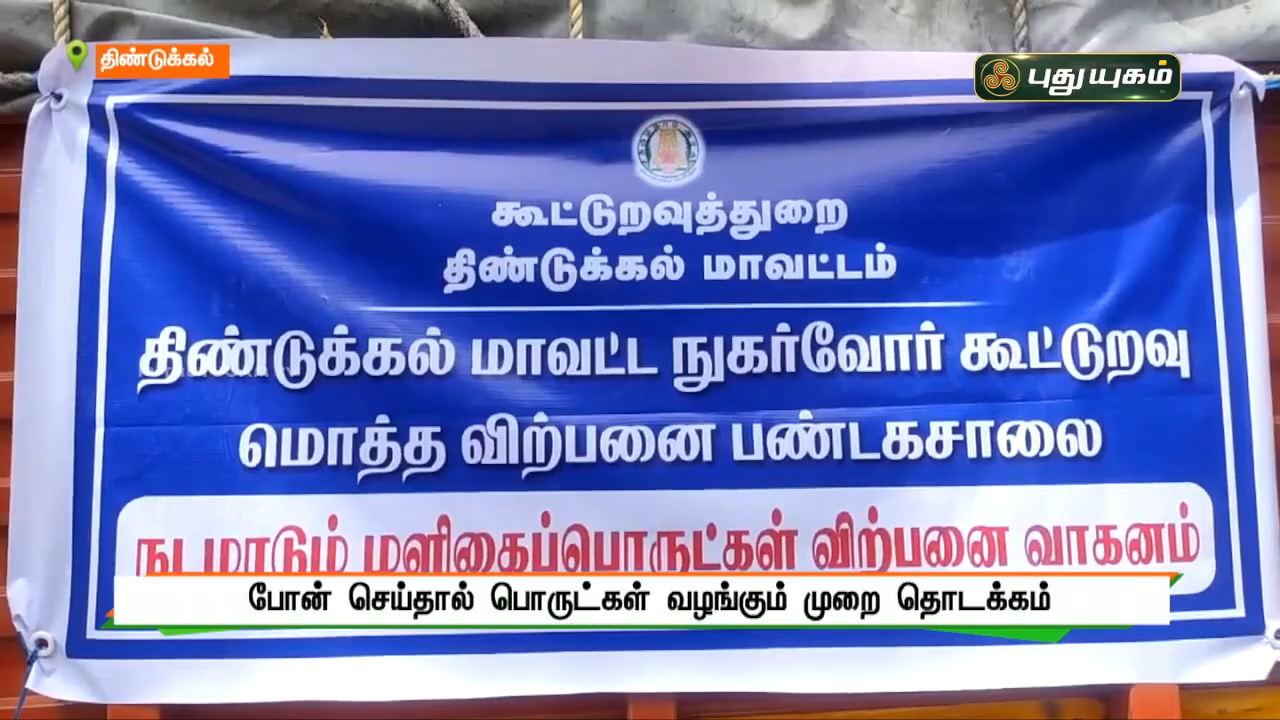 திண்டுக்கல்
புதுயுகம்
கூட்டுறவுத்துறை
திண்டுக்கல் மாவட்டம்
திண்டுக்கல் மாவட்ட நுகர்வோர் கூட்டுறவு
மொத்த விற்பனை பண்டகசாலை
நடமாடும் மளிகைப்பொருட்கள் விற்பனை வாகனம்
போன் செய்தால் பொருட்கள் வழங்கும் முறை தொடக்கம்